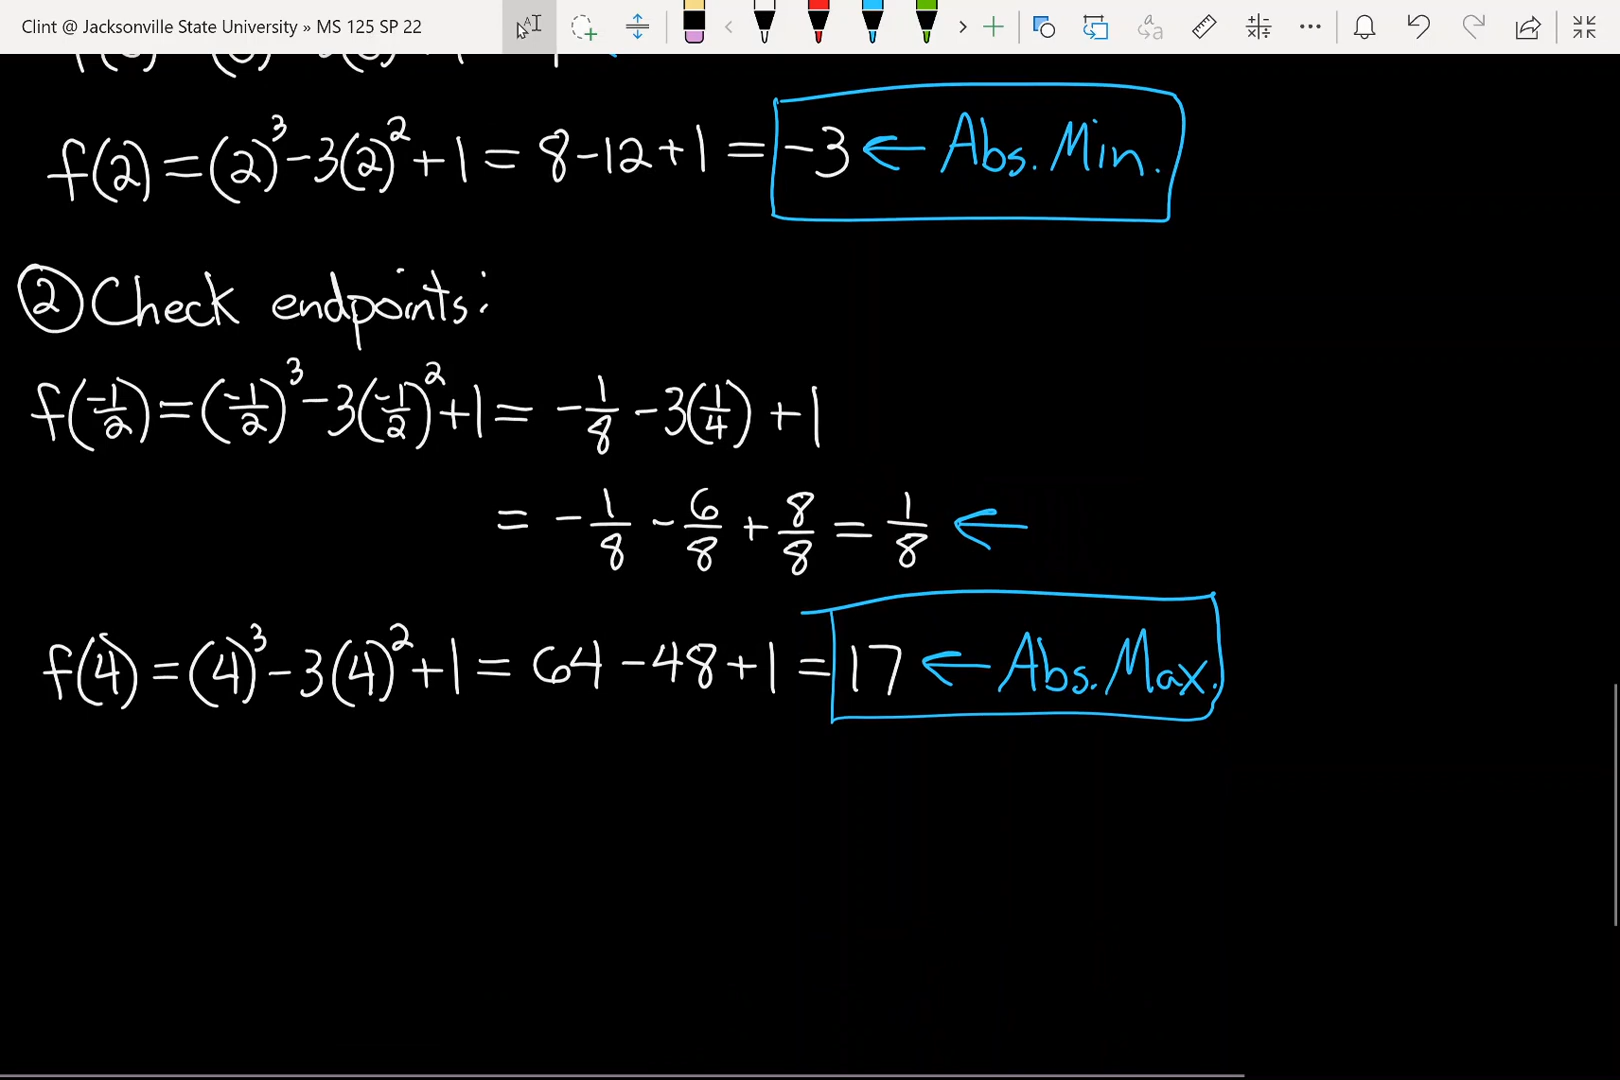 Clint @ Jacksonville State University » MS 125 SP 22
f(2) = (2)³ - 3(2)² + 1 = 8 - 12 + 1 = -3 ← Abs. Min.
② Check endpoints:
f(-1/2) = (-1/2)³ - 3(-1/2)² + 1 = - 1/8 - 3(1/4) + 1
= - 1/8 - 6/8 + 8/8 = 1/8 ←
f(4) = (4)³ - 3(4)² + 1 = 64 - 48 + 1 = 17 ← Abs. Max.